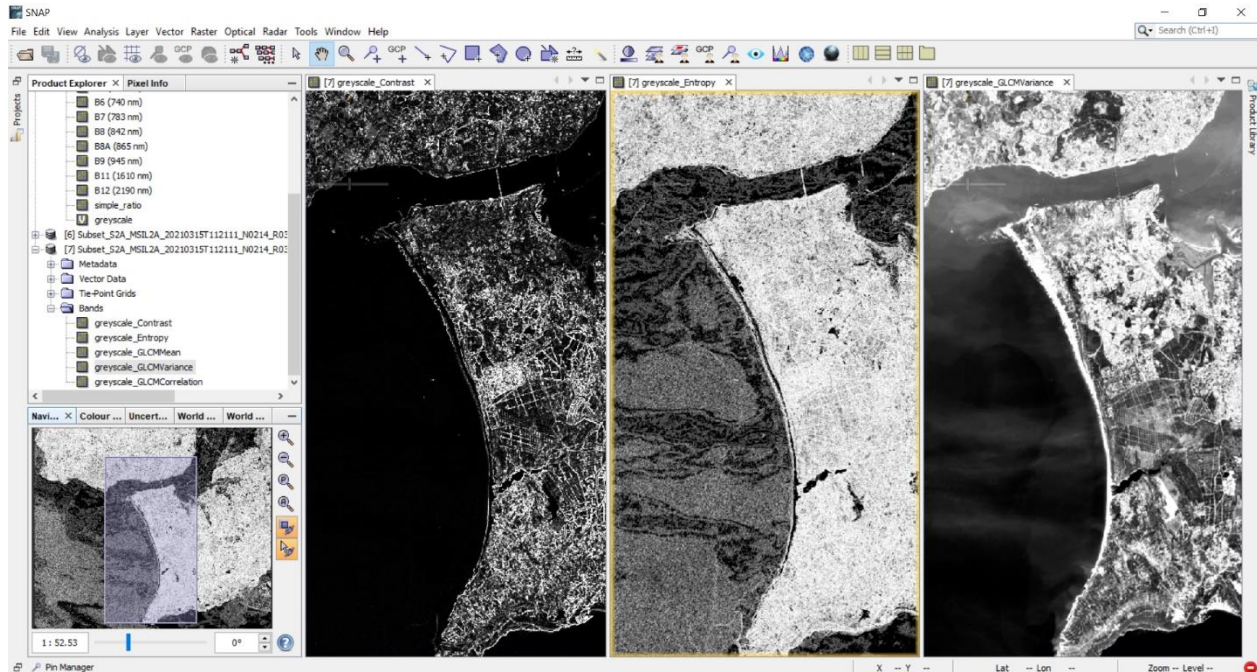 SNAP
File Edit View Analysis Layer Vector Raster Optical Radar Tools Window Help
Search (Ctrl+I)
GCP GCP GCP
Product Explorer Pixel Info
[7] greyscale_Contrast
[7] greyscale_Entropy
[7] greyscale_GLCMVariance
Projects
Product Library
B6 (740 nm)
B7 (783 nm)
B8 (842 nm)
B8A (865 nm)
B9 (945 nm)
B11 (1610 nm)
B12 (2190 nm)
simple_ratio
greyscale
[6] Subset_S2A_MSIL2A_20210315T112111_N0214_R03
[7] Subset_S2A_MSIL2A_20210315T112111_N0214_R03
Metadata
Vector Data
Tie-Point Grids
Bands
greyscale_Contrast
greyscale_Entropy
greyscale_GLCMMean
greyscale_GLCMVariance
greyscale_GLCMCorrelation
Navi... Colour ... Uncert... World ... World ...
1 : 52.53
0°
Pin Manager
X -- Y -- Lat -- Lon -- Zoom -- Level --